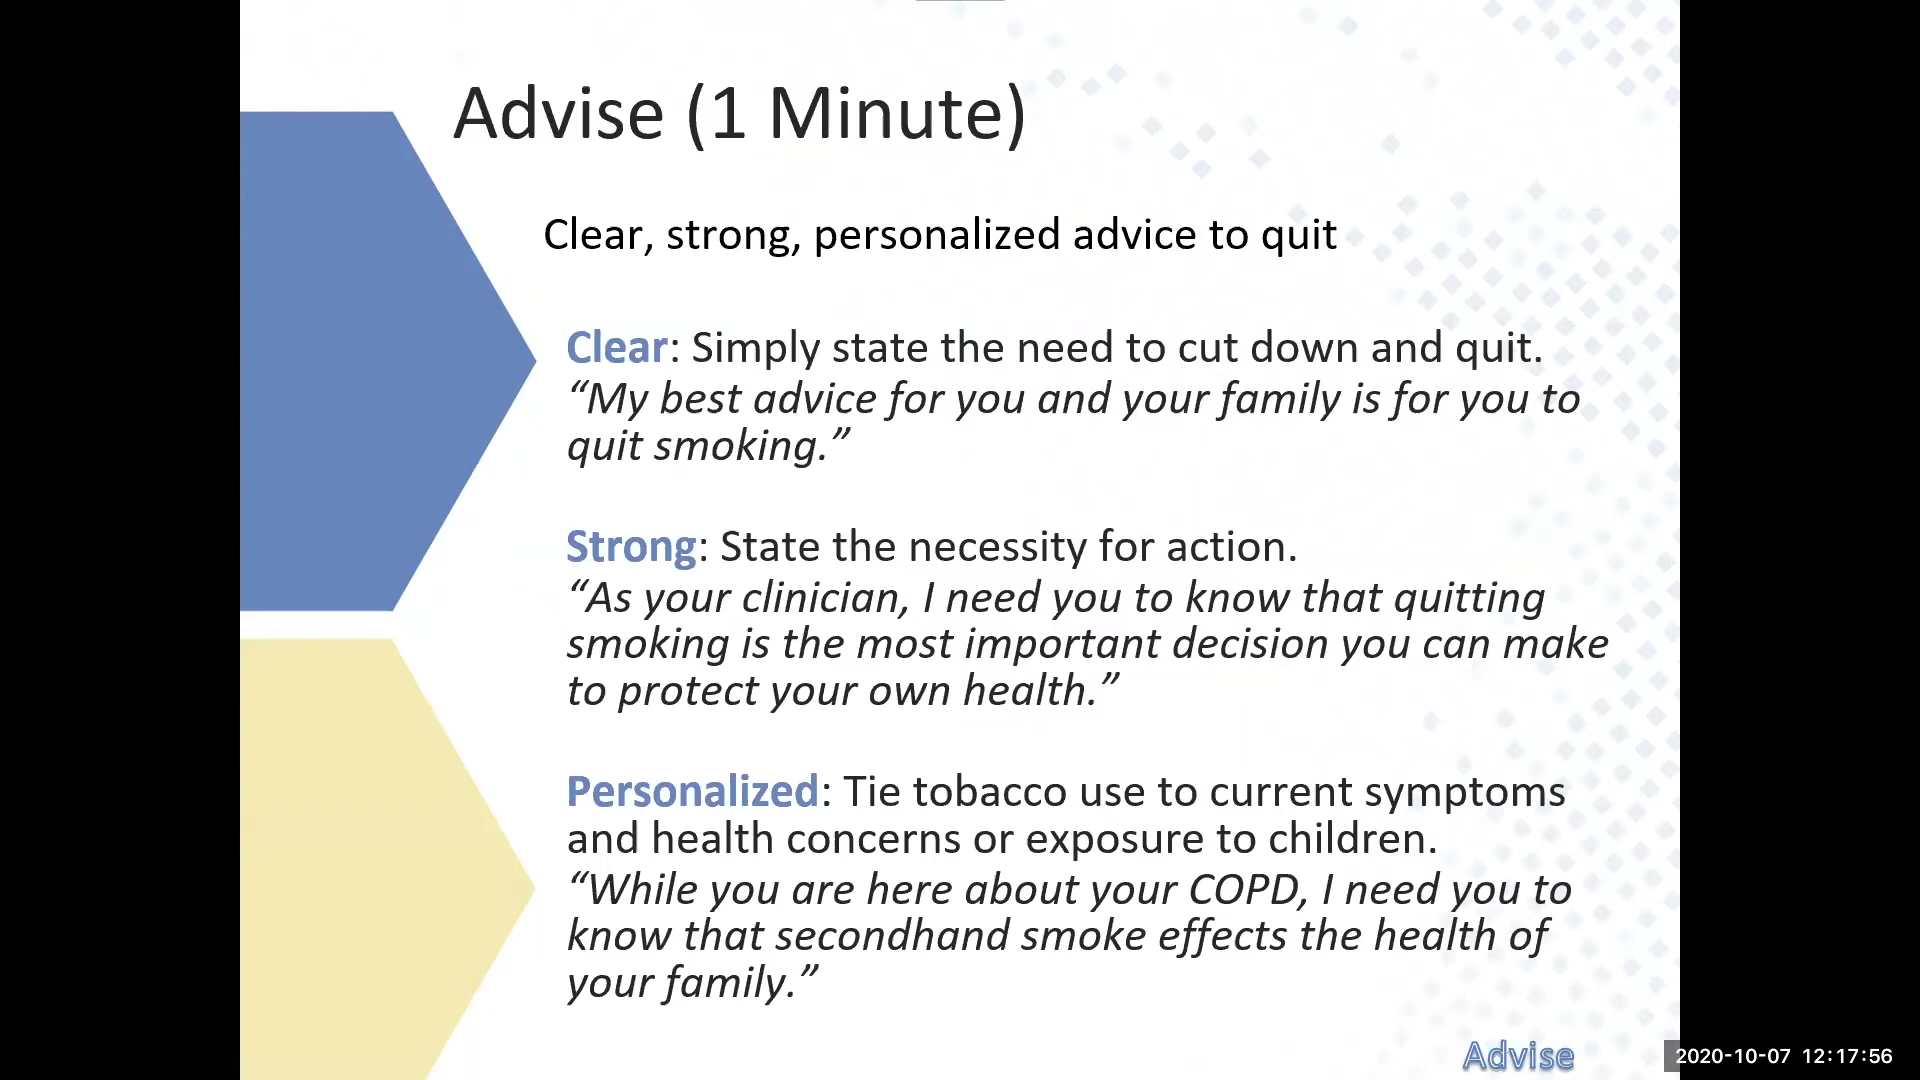 Advise (1 Minute)
Clear, strong, personalized advice to quit
Clear: Simply state the need to cut down and quit.
“My best advice for you and your family is for you to
quit smoking.”
Strong: State the necessity for action.
“As your clinician, I need you to know that quitting
smoking is the most important decision you can make
to protect your own health.”
Personalized: Tie tobacco use to current symptoms
and health concerns or exposure to children.
“While you are here about your COPD, I need you to
know that secondhand smoke effects the health of
your family.”
Advise
2020-10-07 12:17:56